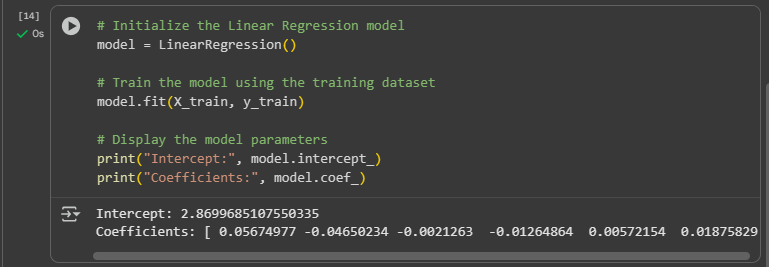 [14]
0s
# Initialize the Linear Regression model
model = LinearRegression()
# Train the model using the training dataset
model.fit(X_train, y_train)
# Display the model parameters
print("Intercept:", model.intercept_)
print("Coefficients:", model.coef_)
Intercept: 2.8699685107550335
Coefficients: [ 0.05674977 -0.04650234 -0.0021263  -0.01264864  0.00572154  0.01875829